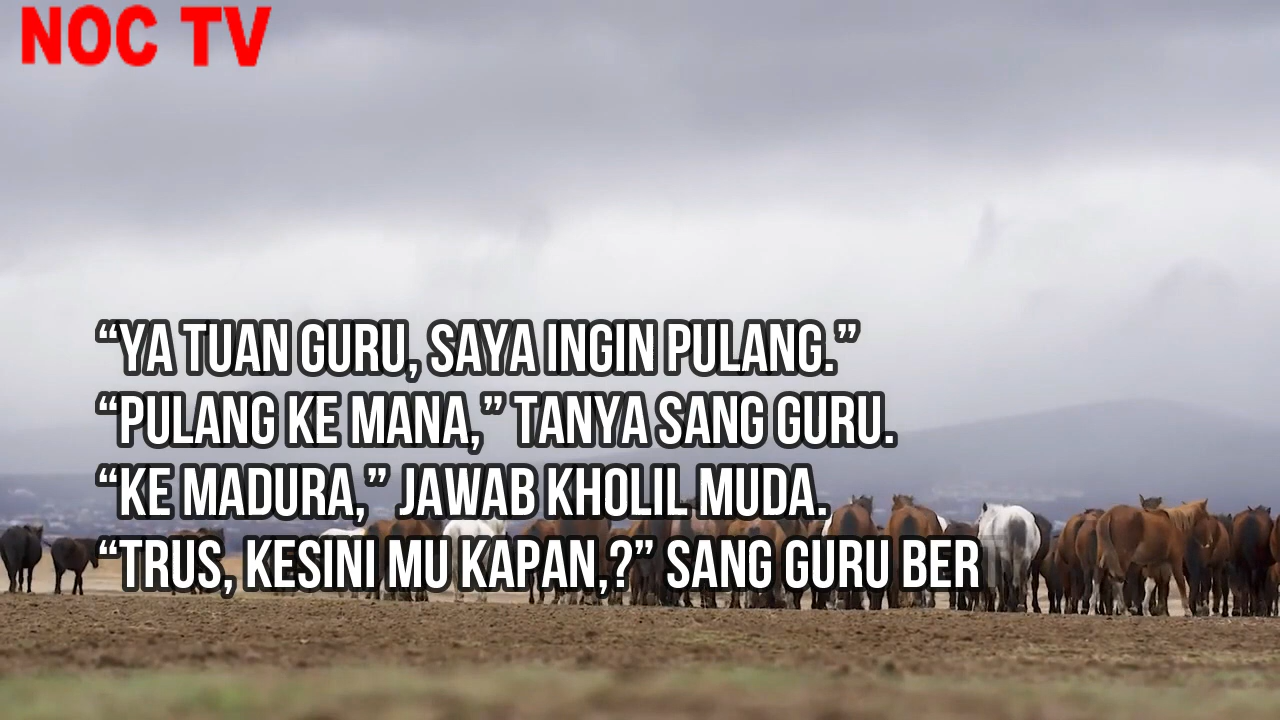 NOC TV
“YA TUAN GURU, SAYA INGIN PULANG.”
“PULANG KE MANA,” TANYA SANG GURU.
“KE MADURA,” JAWAB KHOLIL MUDA.
“TRUS, KESINI MU KAPAN,?” SANG GURU BER